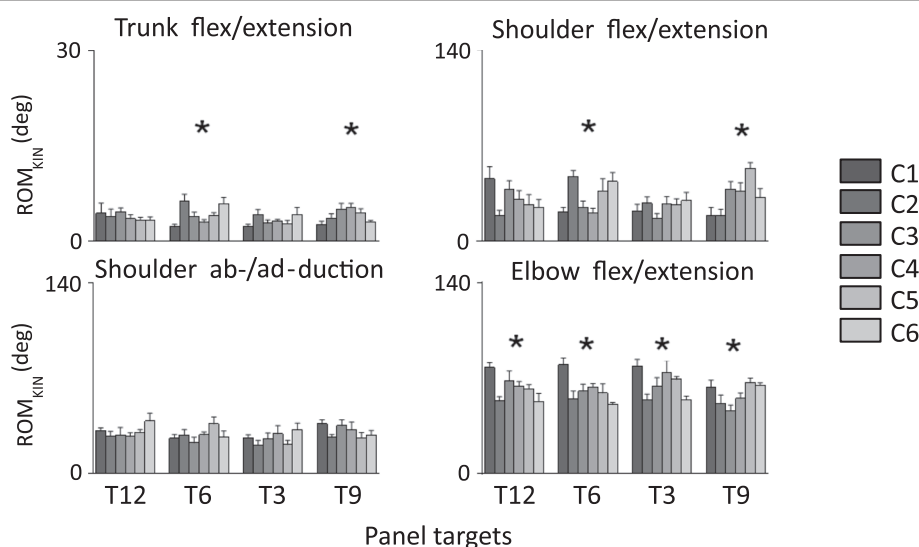 Trunk flex/extension
Shoulder flex/extension
30
140
ROM_KIN (deg)
*
*
*
*
0
0
C1
C2
C3
C4
C5
C6
Shoulder ab-/ad-duction
Elbow flex/extension
140
140
ROM_KIN (deg)
*
*
*
*
0
0
T12 T6 T3 T9
T12 T6 T3 T9
Panel targets